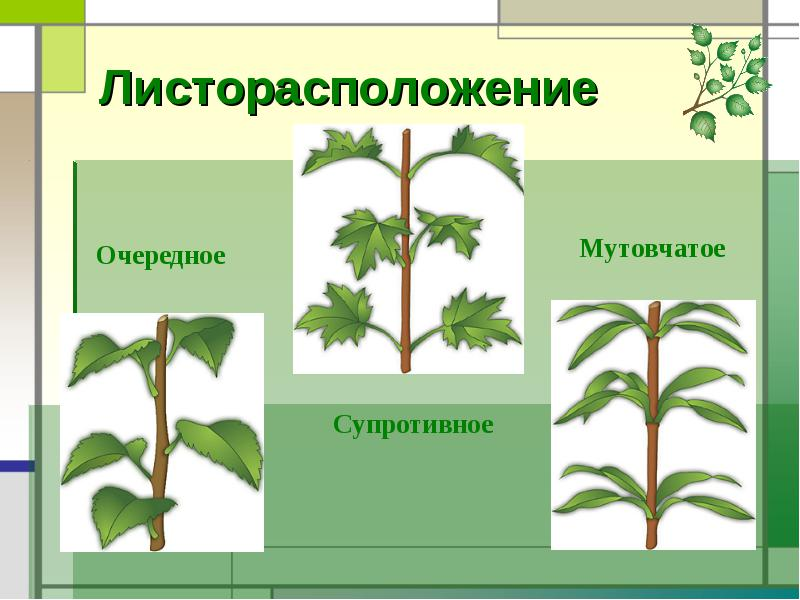 Листорасположение
Очередное
Мутовчатое
Супротивное